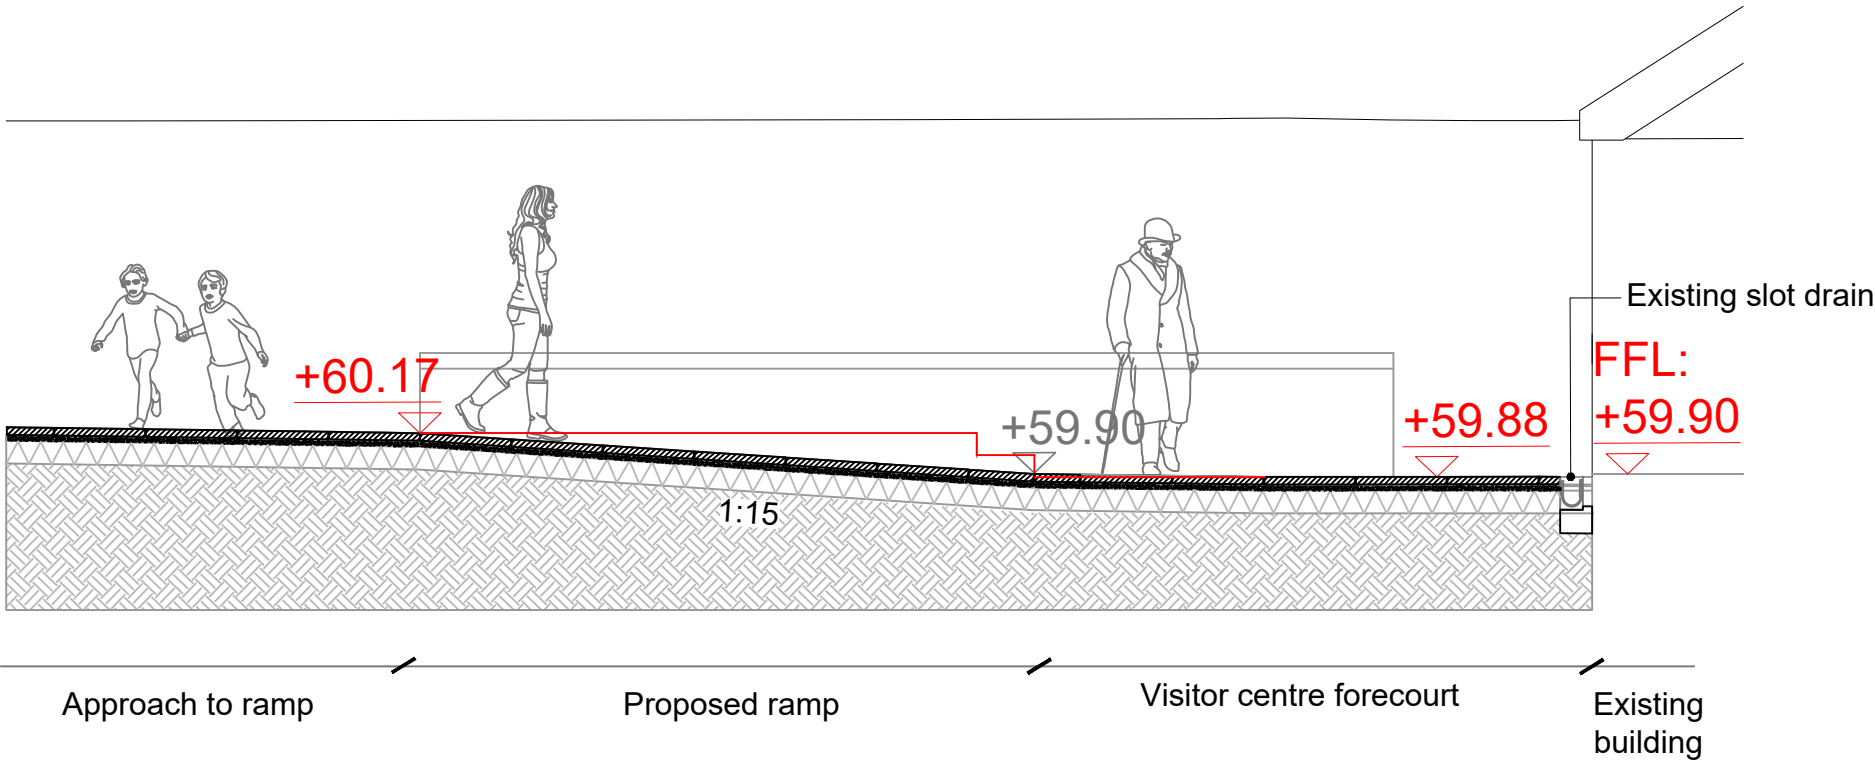 Existing slot drain
FFL:
+60.17
+59.90
+59.88
+59.90
1:15
Approach to ramp
Proposed ramp
Visitor centre forecourt
Existing
building